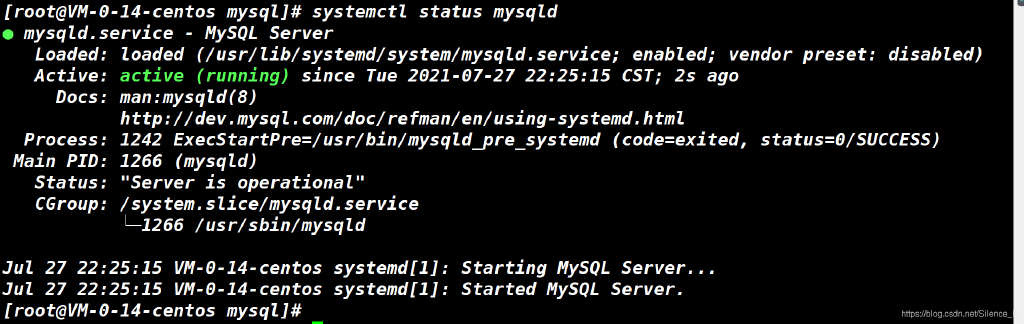 [root@VM-0-14-centos mysql]# systemctl status mysqld
● mysqld.service - MySQL Server
   Loaded: loaded (/usr/lib/systemd/system/mysqld.service; enabled; vendor preset: disabled)
   Active: active (running) since Tue 2021-07-27 22:25:15 CST; 2s ago
     Docs: man:mysqld(8)
           http://dev.mysql.com/doc/refman/en/using-systemd.html
  Process: 1242 ExecStartPre=/usr/bin/mysqld_pre_systemd (code=exited, status=0/SUCCESS)
 Main PID: 1266 (mysqld)
   Status: "Server is operational"
   CGroup: /system.slice/mysqld.service
           └─1266 /usr/sbin/mysqld

Jul 27 22:25:15 VM-0-14-centos systemd[1]: Starting MySQL Server...
Jul 27 22:25:15 VM-0-14-centos systemd[1]: Started MySQL Server.
[root@VM-0-14-centos mysql]#
https://blog.csdn.net/Silence_